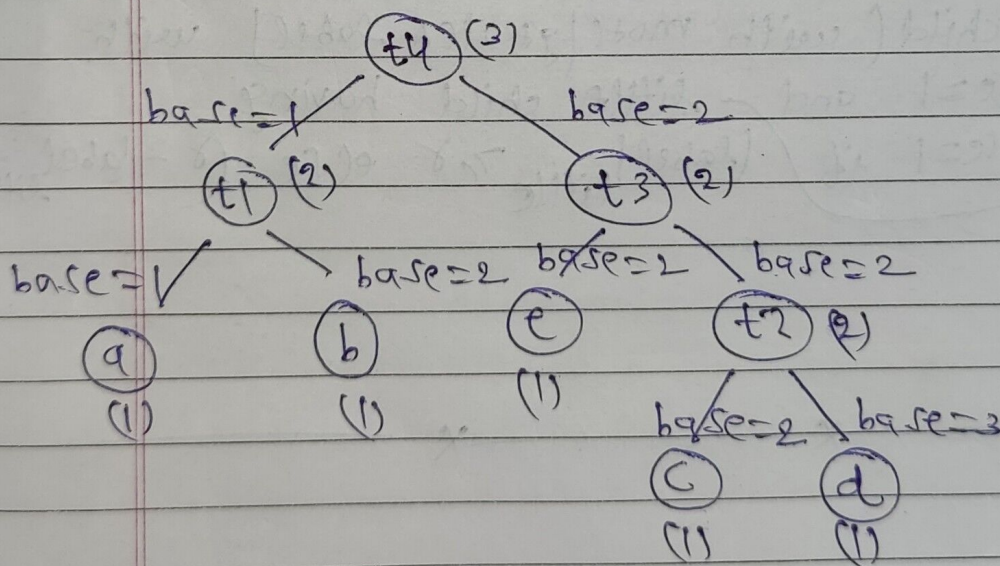 t4 (3)
base=1 base=2
t1 (2) t3 (2)
base=1 base=2 base=2 base=2
a b e t2 (2)
(1) (1) (1)
base=2 base=3
c d
(1) (1)